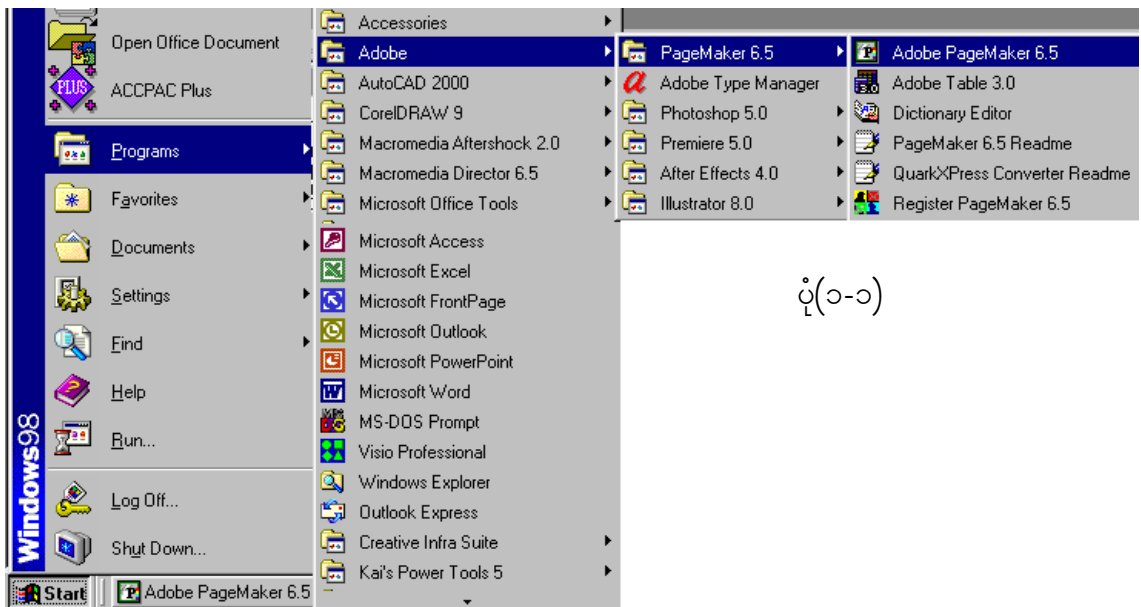 Open Office Document
ACCPAC Plus
PLUS
Programs
Favorites
Documents
Settings
Find
Help
Run...
Log Off...
Shut Down...
Windows98
Start
Adobe PageMaker 6.5
Accessories
Adobe
AutoCAD 2000
CorelDRAW 9
Macromedia Aftershock 2.0
Macromedia Director 6.5
Microsoft Office Tools
Microsoft Access
Microsoft Excel
Microsoft FrontPage
Microsoft Outlook
Microsoft PowerPoint
Microsoft Word
MS-DOS Prompt
Visio Professional
Windows Explorer
Outlook Express
Creative Infra Suite
Kai's Power Tools 5
PageMaker 6.5
Adobe Type Manager
Photoshop 5.0
Premiere 5.0
After Effects 4.0
Illustrator 8.0
Adobe PageMaker 6.5
Adobe Table 3.0
Dictionary Editor
PageMaker 6.5 Readme
QuarkXPress Converter Readme
Register PageMaker 6.5
ပုံ(၁-၁)